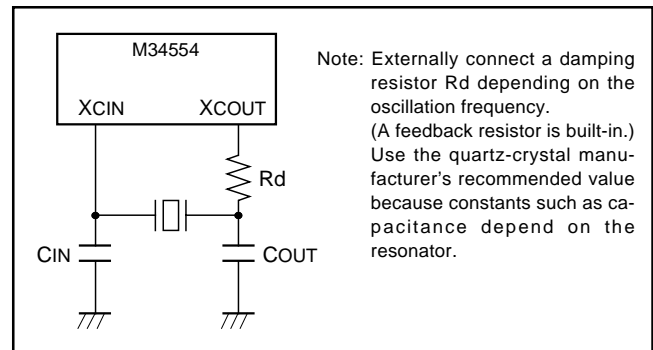 M34554
XCIN
XCOUT
Rd
CIN
COUT
Note: Externally connect a damping
resistor Rd depending on the
oscillation frequency.
(A feedback resistor is built-in.)
Use the quartz-crystal manu-
facturer's recommended value
because constants such as ca-
pacitance depend on the
resonator.